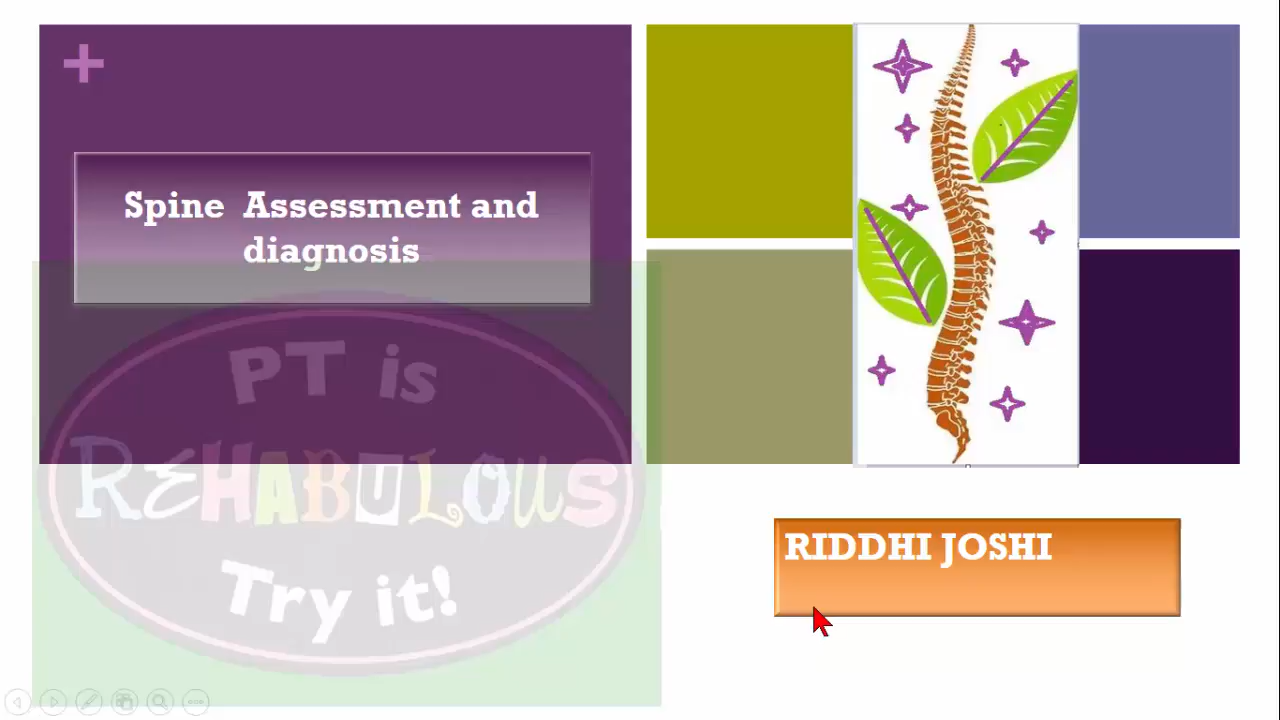 +
Spine  Assessment and
diagnosis
PT is
REHABULOUS
Try it!
RIDDHI JOSHI